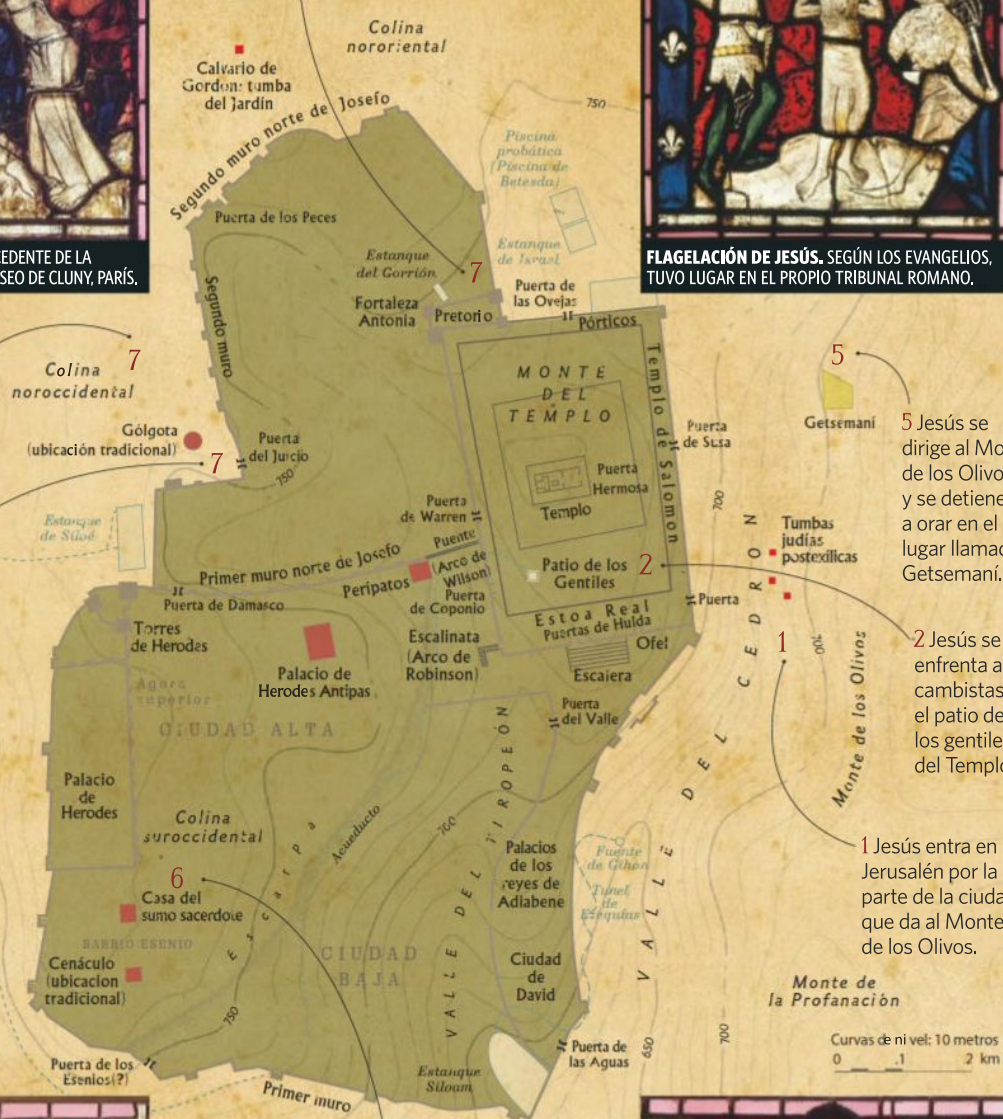 CEDENTE DE LA
SEO DE CLUNY, PARÍS.
FLAGELACIÓN DE JESÚS. SEGÚN LOS EVANGELIOS,
TUVO LUGAR EN EL PROPIO TRIBUNAL ROMANO.
Colina
nororiental
Calvario de
Gordon: tumba
del Jardín
Segundo muro norte de Josefo
750
Piscina
probática
(Piscina de
Betesda)
Puerta de los Peces
Estanque
del Gorrión
7
Estanque
de Israel
Puerta de
las Ovejas
Fortaleza
Antonia
Pretorio
Pórticos
Segundo muro
7
Colina
noroccidental
MONTE
DEL
TEMPLO
Templo de Salomón
5
Getsemaní
Gólgota
(ubicación tradicional)
7
Puerta
del Juicio
750
Puerta
de Susa
Puerta
Hermosa
Templo
700
Estanque
de Siloé
Puerta
de Warren
Puente
(Arco de
Wilson)
Tumbas
judías
postexílicas
Primer muro norte de Josefo
Perípatos
Puerta
de Coponio
Patio de los
Gentiles
2
Puerta de Damasco
Puerta
Estoa Real
Puertas de Hulda
Torres
de Herodes
Palacio de
Herodes Antipas
Escalinata
(Arco de
Robinson)
Ofel
Escalera
1
700
Agora
superior
CIUDAD ALTA
Puerta
del Valle
VALLE DEL CEDRÓN
Monte de los Olivos
Palacio
de
Herodes
Colina
suroccidental
Escarpa
Acueducto
700
VALLE DEL TIROPEÓN
Palacios
de los
reyes de
Adiabene
Fuente
de Gihon
Tunel
de
Ezequías
6
Casa del
sumo sacerdote
BARRIO ESENIO
CIUDAD
BAJA
Cenáculo
(ubicacion
tradicional)
Ciudad
de
David
750
650
700
Monte de
la Profanación
Puerta de los
Esenios(?)
Primer muro
Estanque
Siloam
Puerta de
las Aguas
Curvas de nivel: 10 metros
0 .1 2 km
5 Jesús se
dirige al Mo
de los Olivo
y se detiene
a orar en el
lugar llamad
Getsemaní.
2 Jesús se
enfrenta a
cambistas
el patio de
los gentile
del Templo
1 Jesús entra en
Jerusalén por la
parte de la ciuda
que da al Monte
de los Olivos.